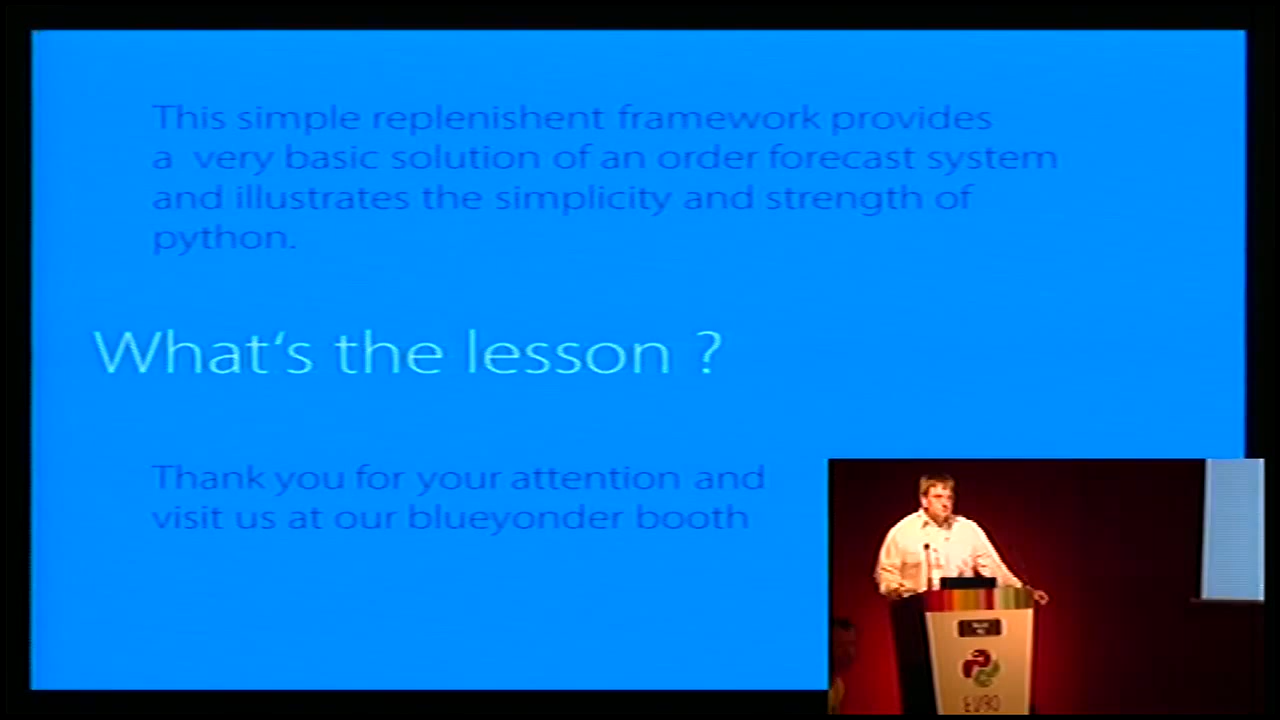 This simple replenishent framework provides
a very basic solution of an order forecast system
and illustrates the simplicity and strength of
python.
What‘s the lesson ?
Thank you for your attention and
visit us at our blueyonder booth
EURO